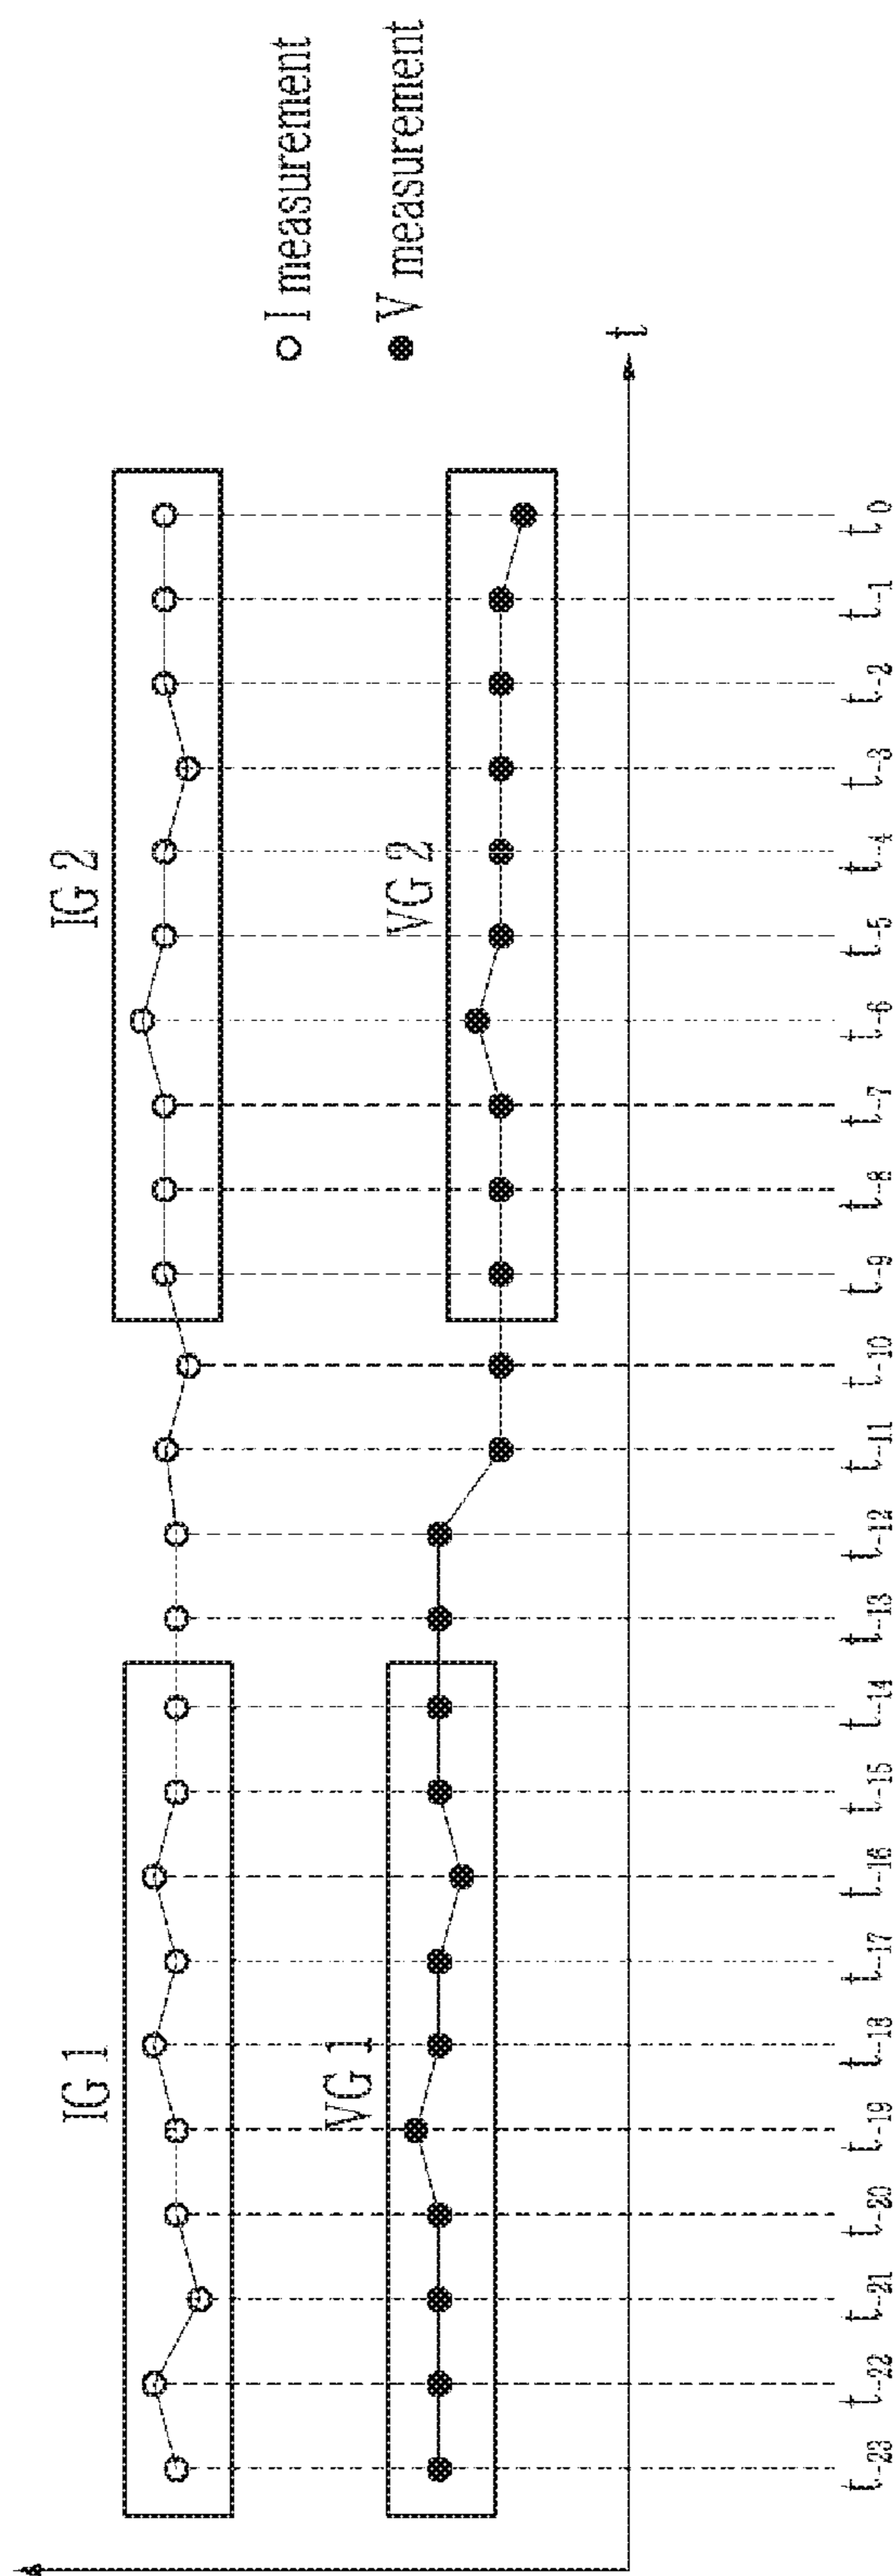 IG 1
IG 2
I measurement
VG 1
VG 2
V measurement
t
t-23
t-22
t-21
t-20
t-19
t-18
t-17
t-16
t-15
t-14
t-13
t-12
t-11
t-10
t-9
t-8
t-7
t-6
t-5
t-4
t-3
t-2
t-1
t0